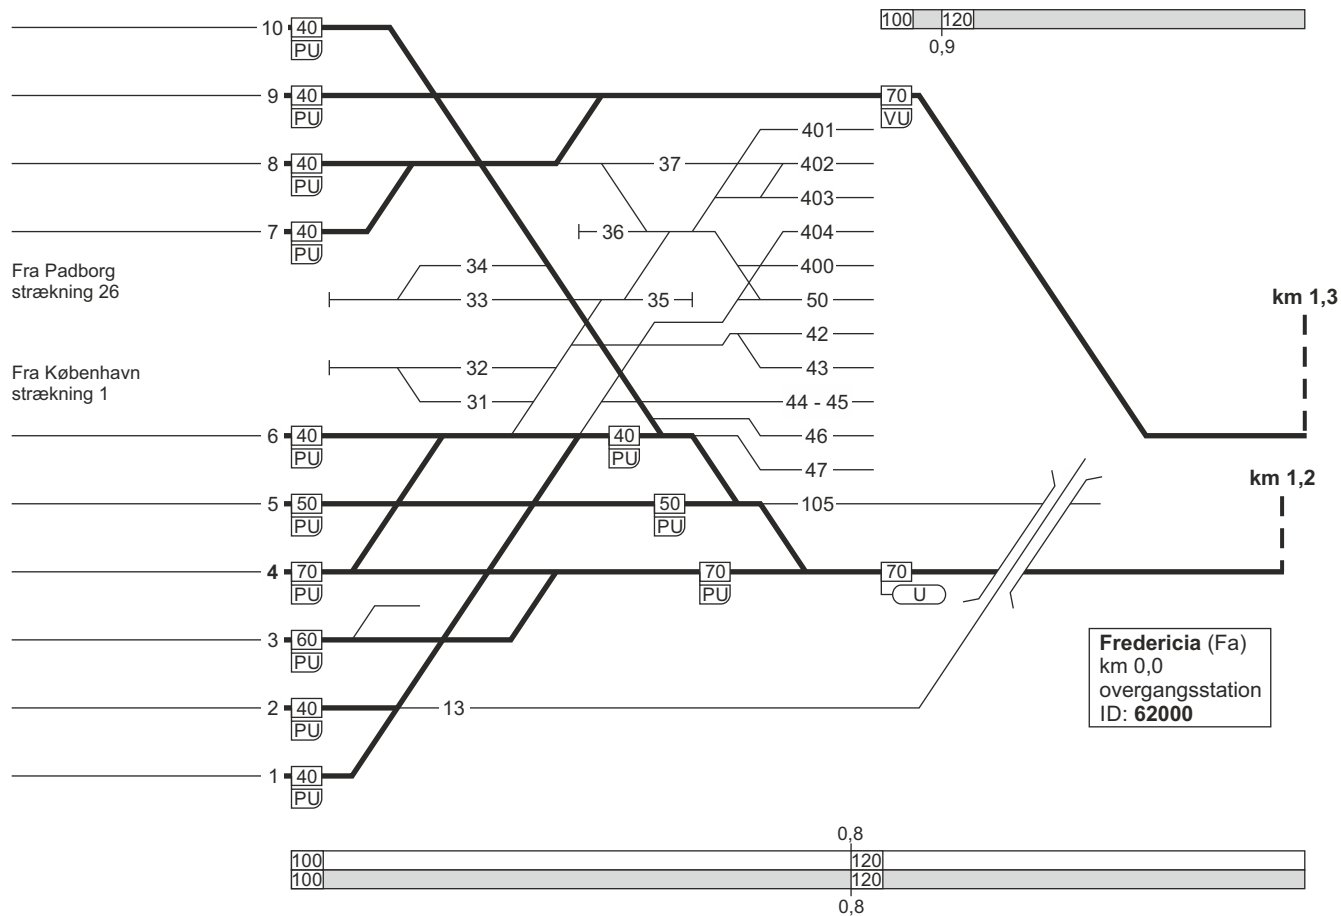 10 40
PU
100 120
0,9
9 40
PU
70
VU
401
8 40
PU
37
402
403
7 40
PU
36
404
Fra Padborg
strækning 26
34
400
33
35
50
km 1,3
42
Fra København
strækning 1
32
43
31
44 - 45
6 40
PU
40
PU
46
47
km 1,2
5 50
PU
50
PU
105
4 70
PU
70
PU
70
U
3 60
PU
Fredericia (Fa)
km 0,0
overgangsstation
ID: 62000
2 40
PU
13
1 40
PU
0,8
100 120
100 120
0,8